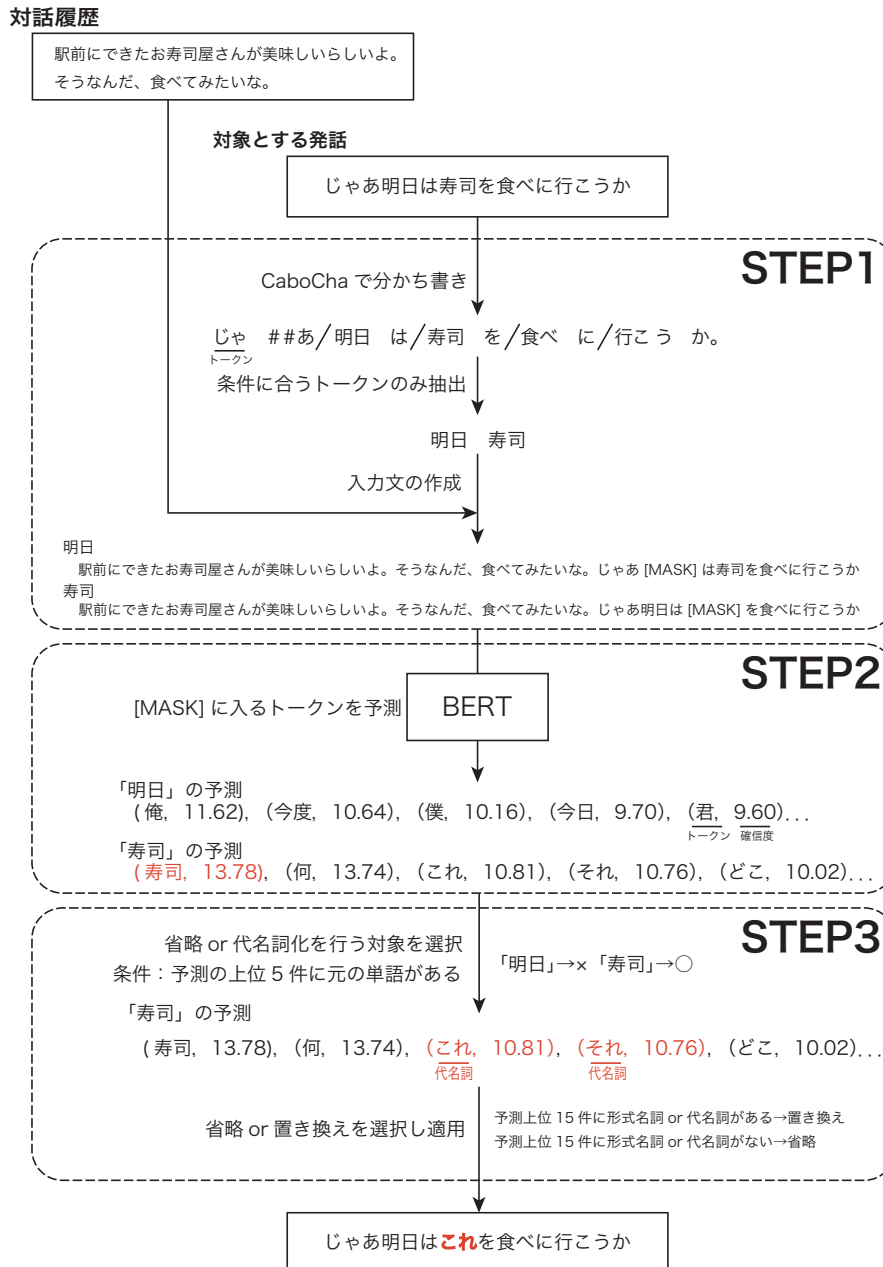 対話履歴
駅前にできたお寿司屋さんが美味しいらしいよ。
そうなんだ、食べてみたいな。
対象とする発話
じゃあ明日は寿司を食べに行こうか
STEP1
CaboCha で分かち書き
じゃ ##あ/明日 は/寿司 を/食べ に/行こう か。
トークン
条件に合うトークンのみ抽出
明日 寿司
入力文の作成
明日
駅前にできたお寿司屋さんが美味しいらしいよ。そうなんだ、食べてみたいな。じゃあ [MASK] は寿司を食べに行こうか
寿司
駅前にできたお寿司屋さんが美味しいらしいよ。そうなんだ、食べてみたいな。じゃあ明日は [MASK] を食べに行こうか
STEP2
[MASK] に入るトークンを予測
BERT
「明日」の予測
(俺, 11.62), (今度, 10.64), (僕, 10.16), (今日, 9.70), (君, 9.60)...
トークン 確信度
「寿司」の予測
(寿司, 13.78), (何, 13.74), (これ, 10.81), (それ, 10.76), (どこ, 10.02)...
STEP3
省略 or 代名詞化を行う対象を選択
条件：予測の上位 5 件に元の単語がある
「明日」→×「寿司」→○
「寿司」の予測
(寿司, 13.78), (何, 13.74), (これ, 10.81), (それ, 10.76), (どこ, 10.02)...
代名詞 代名詞
省略 or 置き換えを選択し適用
予測上位 15 件に形式名詞 or 代名詞がある→置き換え
予測上位 15 件に形式名詞 or 代名詞がない→省略
じゃあ明日はこれを食べに行こうか